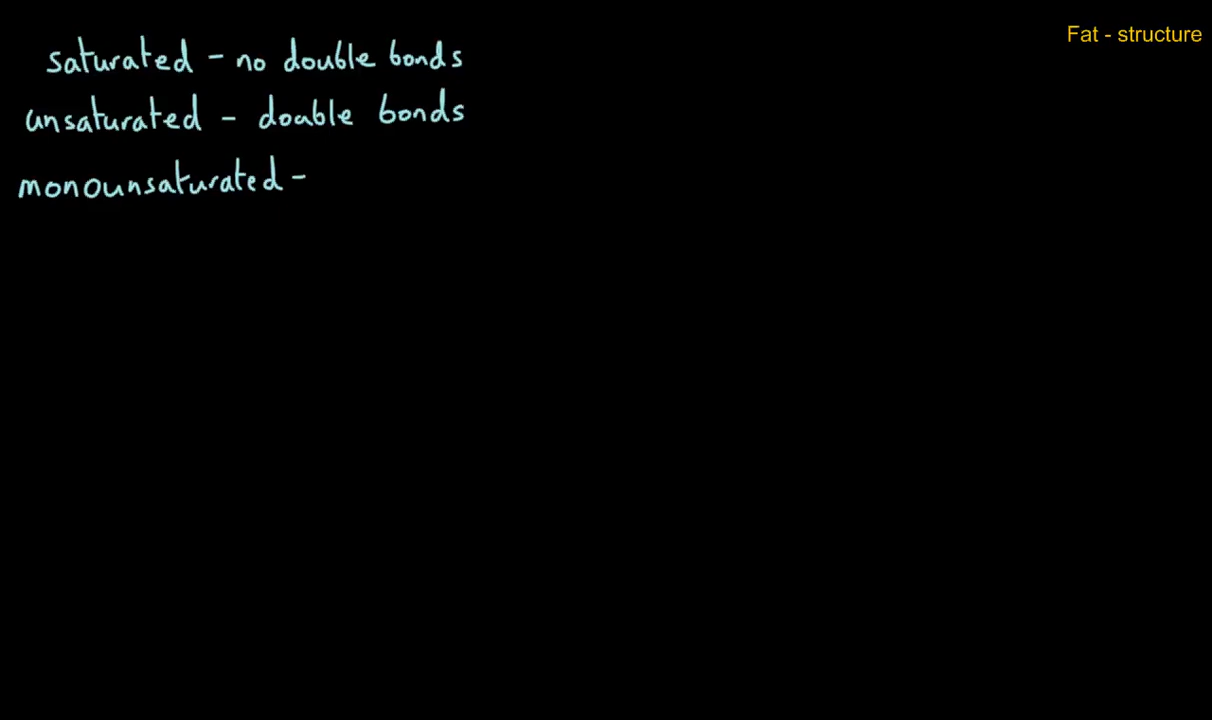 Fat - structure
saturated - no double bonds
unsaturated - double bonds
monounsaturated -